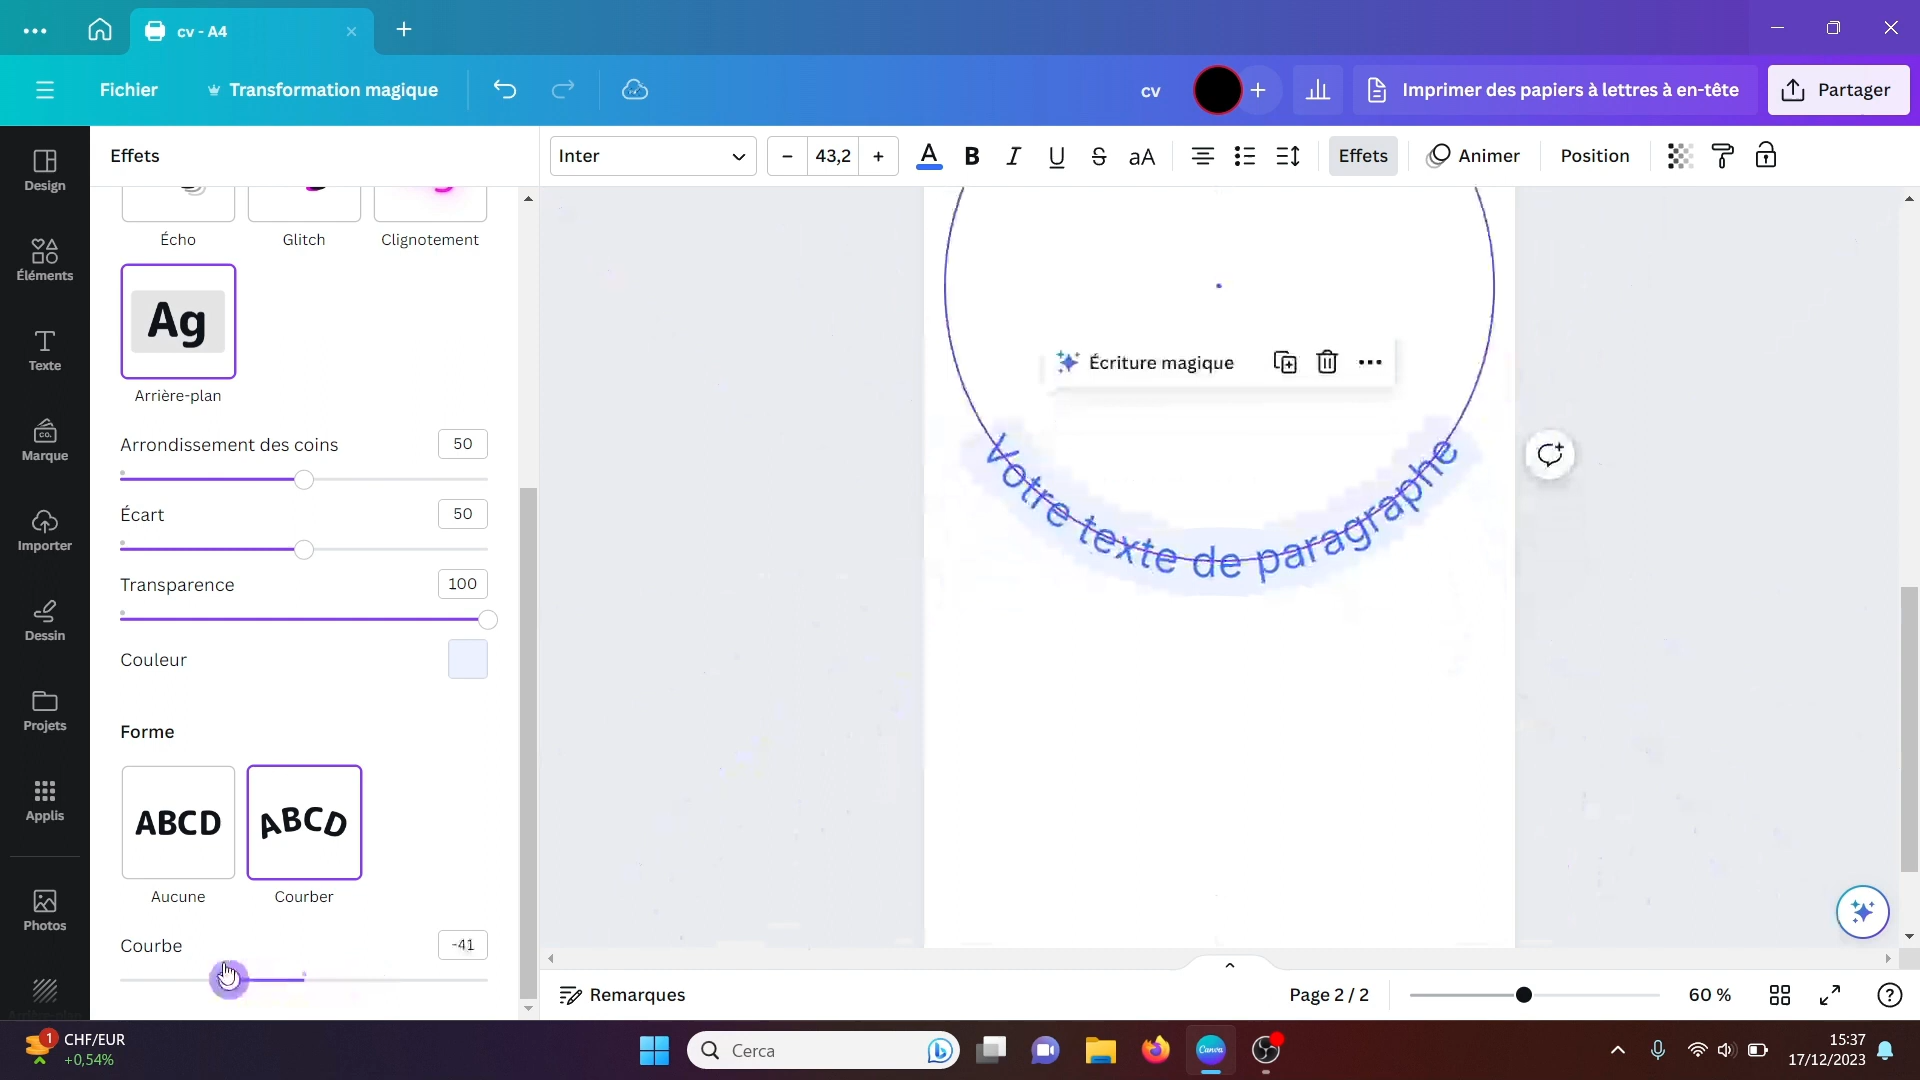 cv - A4
Fichier
Transformation magique
cv
Imprimer des papiers à lettres à en-tête
Partager
Effets
Inter
43,2
A
B
I
U
S
aA
Effets
Animer
Position
Design
Éléments
Texte
Marque
Importer
Dessin
Projets
Applis
Photos
Écho
Glitch
Clignotement
Ag
Arrière-plan
Arrondissement des coins
50
Écart
50
Transparence
100
Couleur
Forme
ABCD
ABCD
Aucune
Courber
Courbe
-41
Écriture magique
Votre texte de paragraphe
Remarques
Page 2 / 2
60 %
1
CHF/EUR
+0,54%
Cerca
Canva
15:37
17/12/2023